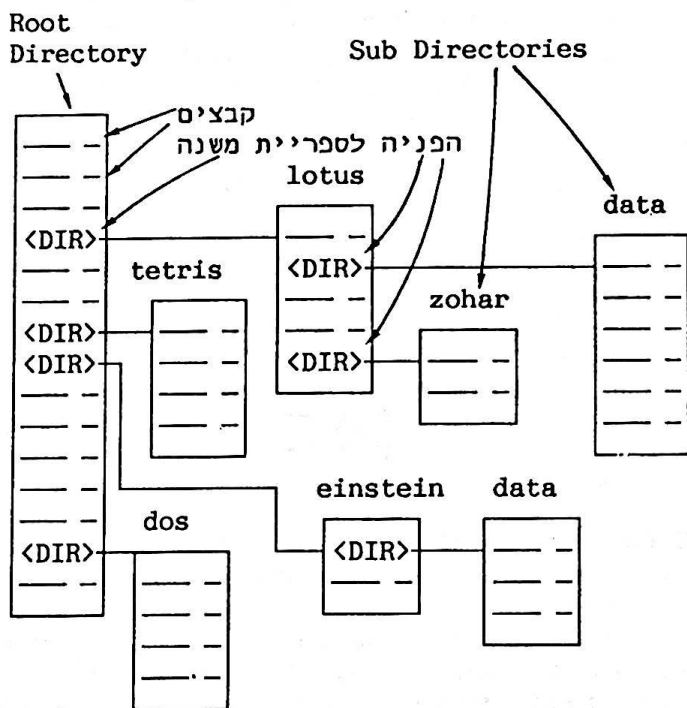 Root
Directory
Sub Directories
קבצים
הפניה לספריית משנה
lotus
data
<DIR>
<DIR>
tetris
zohar
<DIR>
<DIR>
<DIR>
einstein
data
dos
<DIR>
<DIR>